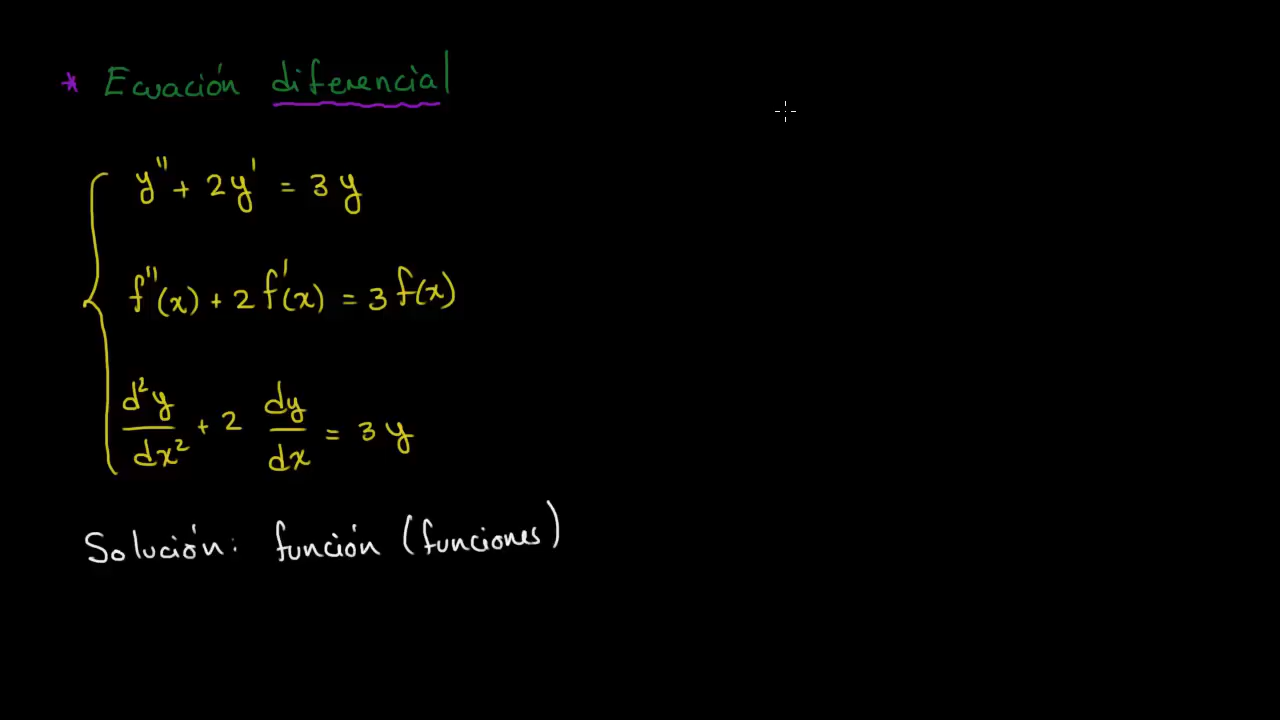 * Ecuación diferencial
y'' + 2y' = 3y
f''(x) + 2f'(x) = 3f(x)
d²y/dx² + 2 dy/dx = 3y
Solución: función (funciones)